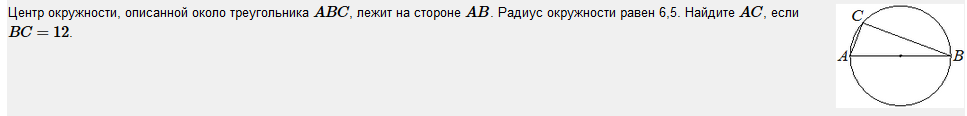 Центр окружности, описанной около треугольника ABC, лежит на стороне AB. Радиус окружности равен 6,5. Найдите AC, если
BC = 12.
C
A
B